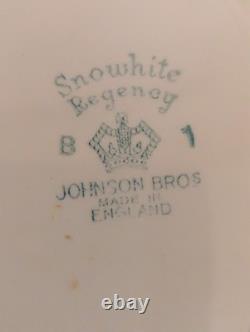 Snowhite
Regency
B 1
JOHNSON BROS
MADE IN
ENGLAND